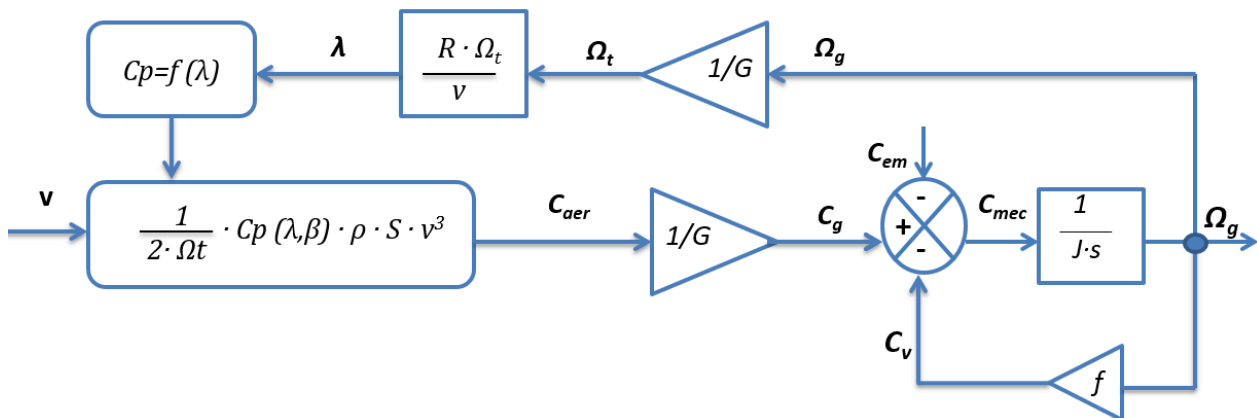 Cp=f(λ)
λ
R · Ω_t
v
Ω_t
1/G
Ω_g
v
1
2· Ωt
· Cp (λ,β) · ρ · S · v³
C_aer
1/G
C_g
C_em
-
+
-
C_mec
1
J·s
Ω_g
C_v
f